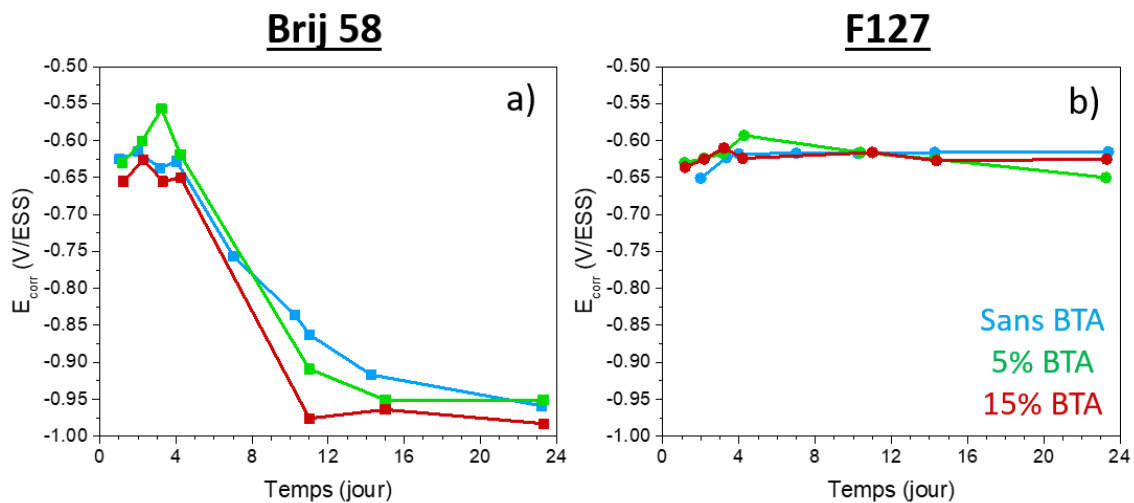 Brij 58
F127
a)
-0.50
-0.55
-0.60
-0.65
-0.70
-0.75
-0.80
-0.85
-0.90
-0.95
-1.00
E_corr (V/ESS)
0 4 8 12 16 20 24
Temps (jour)
b)
-0.50
-0.55
-0.60
-0.65
-0.70
-0.75
-0.80
-0.85
-0.90
-0.95
-1.00
E_corr (V/ESS)
Sans BTA
5% BTA
15% BTA
0 4 8 12 16 20 24
Temps (jour)